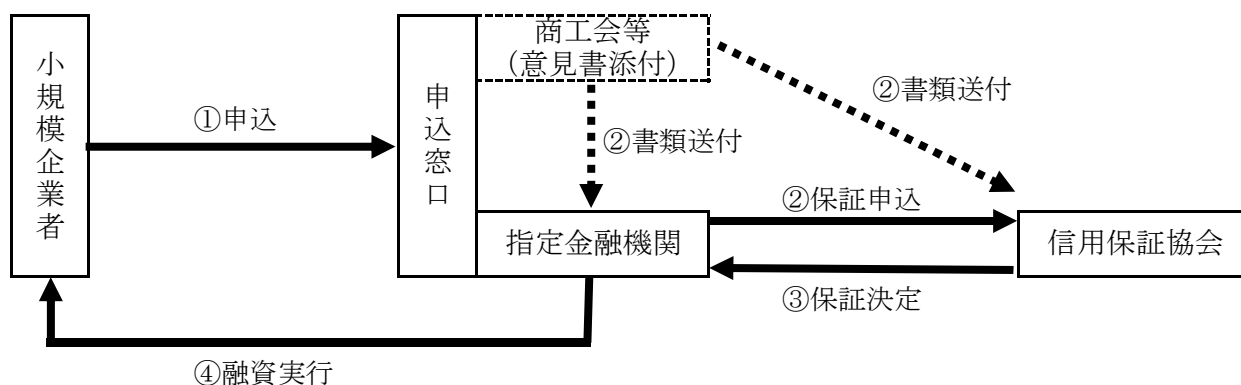 小規模企業者
①申込
申込窓口
商工会等
(意見書添付)
②書類送付
②書類送付
指定金融機関
②保証申込
③保証決定
信用保証協会
④融資実行